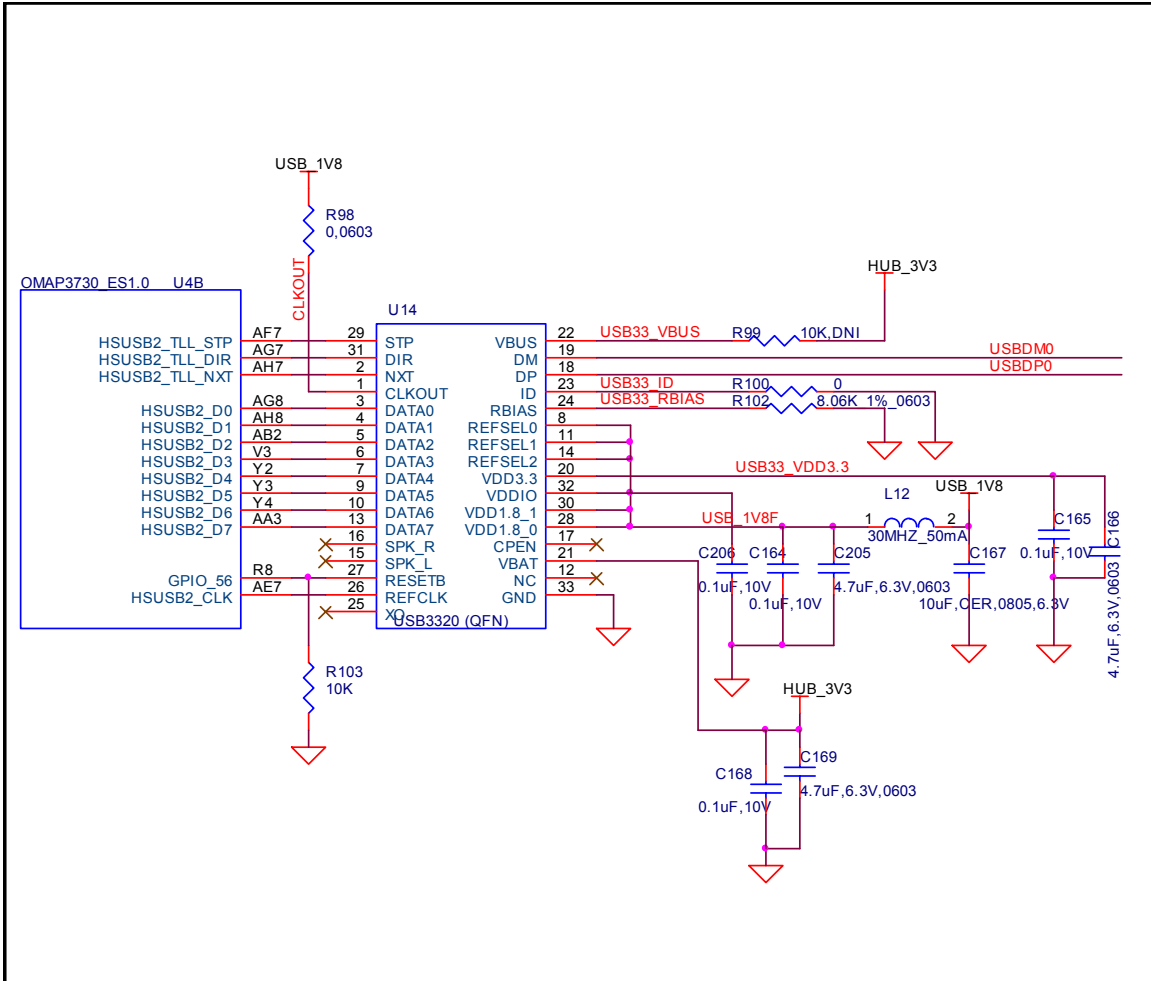 USB_1V8
R98
0,0603
CLKOUT
HUB_3V3
OMAP3730_ES1.0 U4B
U14
HSUSB2_TLL_STP AF7 29 STP VBUS 22 USB33_VBUS R99 10K,DNI
HSUSB2_TLL_DIR AG7 31 DIR DM 19 USBDM0
HSUSB2_TLL_NXT AH7 2 NXT DP 18 USBDP0
1 CLKOUT ID 23 USB33_ID R100 0
HSUSB2_D0 AG8 3 DATA0 RBIAS 24 USB33_RBIAS R102 8.06K_1%_0603
HSUSB2_D1 AH8 4 DATA1 REFSEL0 8
HSUSB2_D2 AB2 5 DATA2 REFSEL1 11
HSUSB2_D3 V3 6 DATA3 REFSEL2 14
HSUSB2_D4 Y2 7 DATA4 VDD3.3 20 USB33_VDD3.3
HSUSB2_D5 Y3 9 DATA5 VDDIO 32 L12 USB_1V8
HSUSB2_D6 Y4 10 DATA6 VDD1.8_1 30
HSUSB2_D7 AA3 13 DATA7 VDD1.8_0 28 USB_1V8F 1 2
30MHZ_50mA
16 SPK_R CPEN 17
15 SPK_L VBAT 21
GPIO_56 R8 27 RESETB NC 12
HSUSB2_CLK AE7 26 REFCLK GND 33
25 XO
USB3320 (QFN)
C206
0.1uF,10V
C164
0.1uF,10V
C205
4.7uF,6.3V,0603
C167
10uF,CER,0805,6.3V
C165
0.1uF,10V
C166
4.7uF,6.3V,0603
R103
10K
HUB_3V3
C168
0.1uF,10V
C169
4.7uF,6.3V,0603